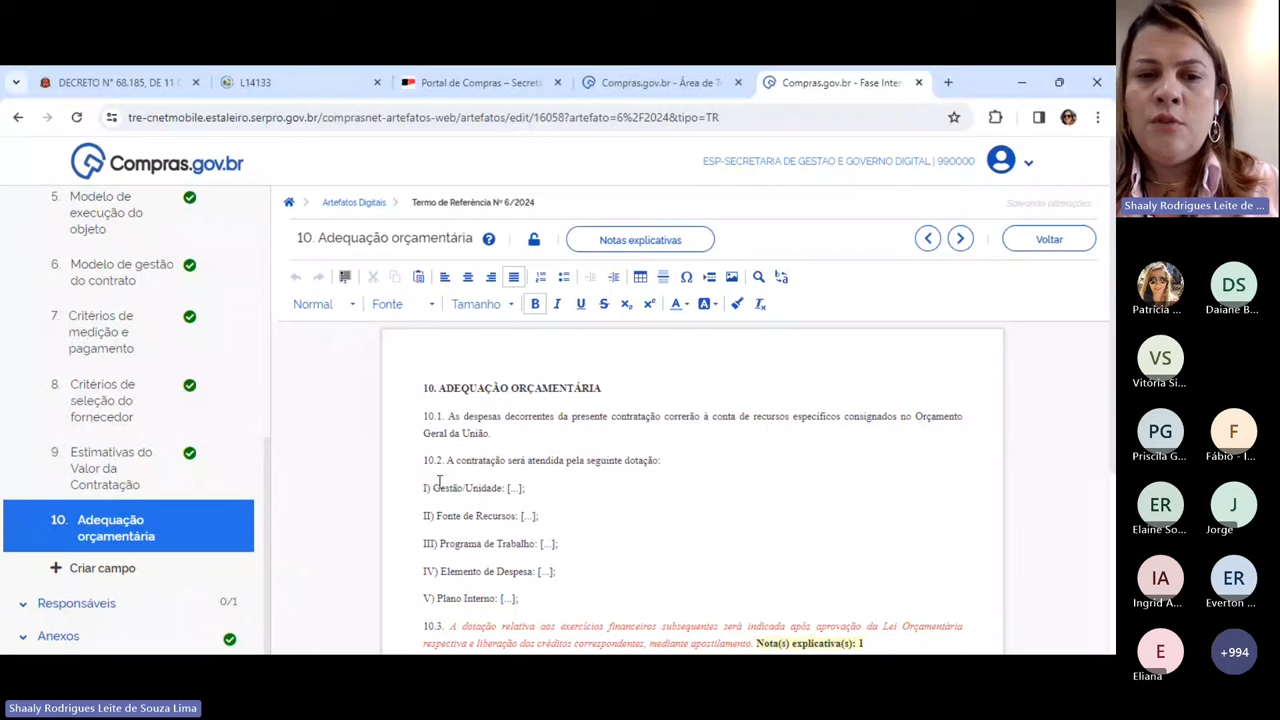 DECRETO N° 68.185, DE 11
L14133
Portal de Compras – Secreta
Compras.gov.br - Área de T
Compras.gov.br - Fase Inter
tre-cnetmobile.estaleiro.serpro.gov.br/comprasnet-artefatos-web/artefatos/edit/16058?artefato=6%2F2024&tipo=TR
Compras.gov.br
ESP-SECRETARIA DE GESTAO E GOVERNO DIGITAL | 990000
Shaaly Rodrigues Leite de ...
5. Modelo de
execução do
objeto
6. Modelo de gestão
do contrato
7 Critérios de
medição e
pagamento
8. Critérios de
seleção do
fornecedor
9 Estimativas do
Valor da
Contratação
10. Adequação
orçamentária
Criar campo
Responsáveis 0/1
Anexos
Artefatos Digitais
Termo de Referência Nº 6/2024
Salvando alterações...
10. Adequação orçamentária
Notas explicativas
Voltar
Normal
Fonte
Tamanho
10. ADEQUAÇÃO ORÇAMENTÁRIA
10.1. As despesas decorrentes da presente contratação correrão à conta de recursos específicos consignados no Orçamento
Geral da União.
10.2. A contratação será atendida pela seguinte dotação:
I) Gestão/Unidade: [...];
II) Fonte de Recursos: [...];
III) Programa de Trabalho: [...];
IV) Elemento de Despesa: [...];
V) Plano Interno: [...];
10.3. A dotação relativa aos exercícios financeiros subsequentes será indicada após aprovação da Lei Orçamentária
respectiva e liberação dos créditos correspondentes, mediante apostilamento. Nota(s) explicativa(s): 1
Patrícia ...
DS
Daiane B...
VS
Vitória Si...
PG
Priscila G...
F
Fábio - I...
ER
Elaine So...
J
Jorge
IA
Ingrid A...
ER
Everton ...
E
Eliana
+994
Shaaly Rodrigues Leite de Souza Lima